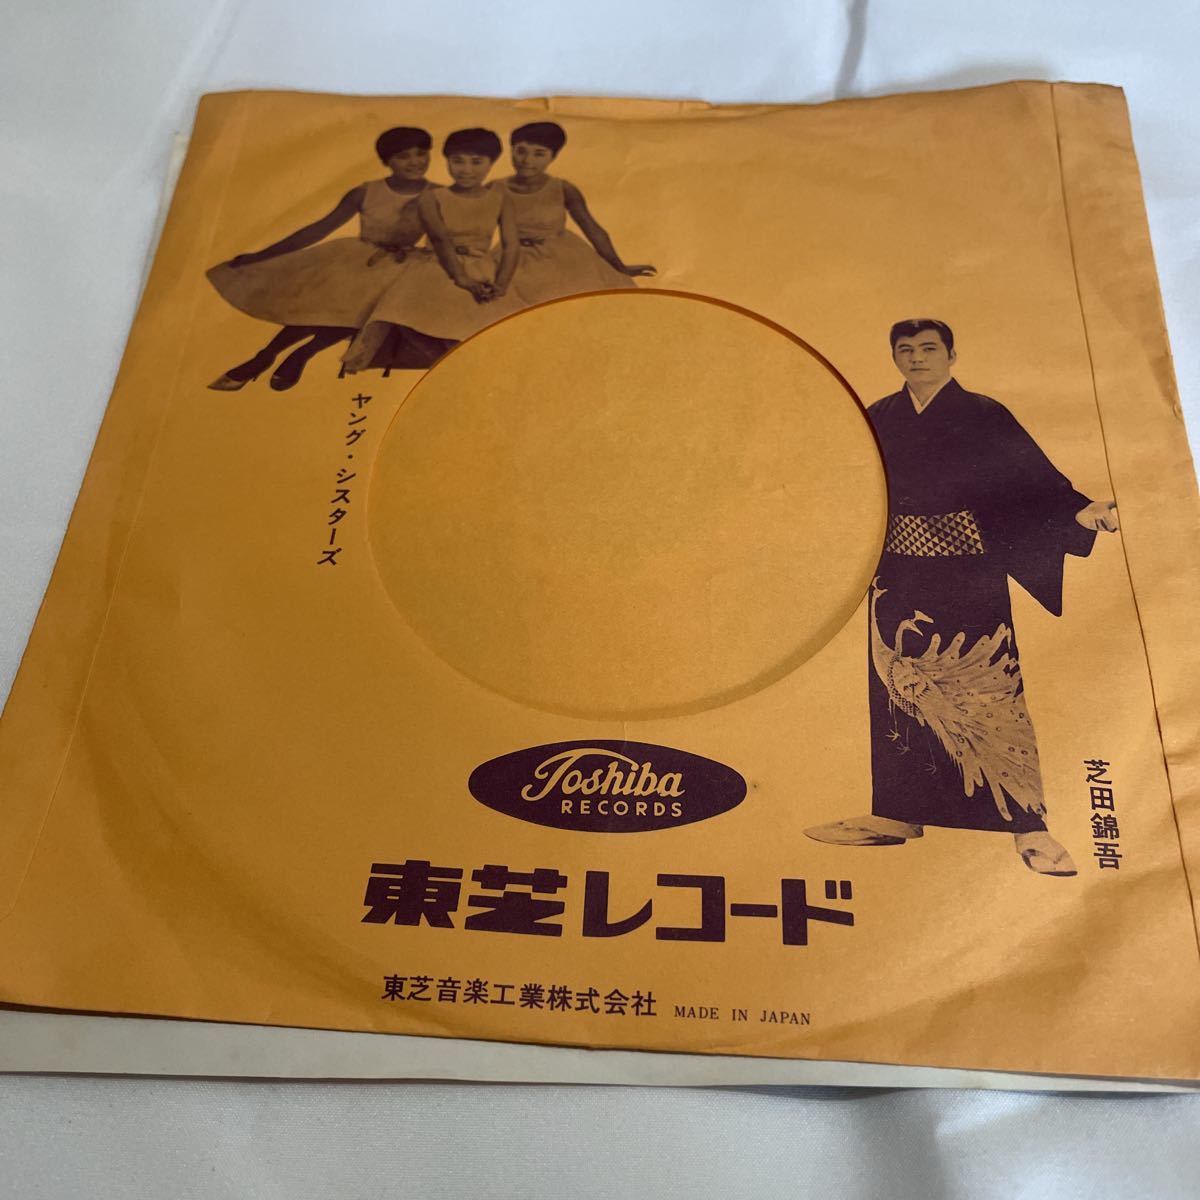 ヤング・シスターズ
芝田錦吾
Toshiba
RECORDS
東芝レコード
東芝音楽工業株式会社 MADE IN JAPAN